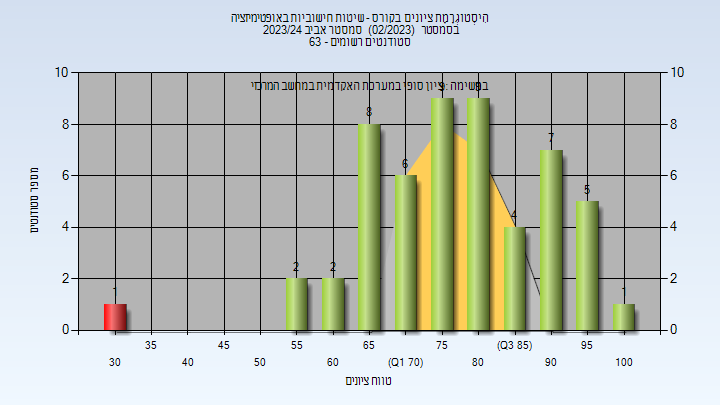 היסטוגרמת ציונים בקורס - שיטות חישוביות באופטימיזציה
בסמסטר (02/2023) סמסטר אביב 2023/24
סטודנטים רשומים - 63
במשימה : ציון סופי במערכת האקדמית במחשב המרכזי
10 10
8 8
6 6
4 4
2 2
0 0
מספר סטודנטים
1 2 2 8 6 9 9 4 7 5 1
35 45 55 65 75 (Q3 85) 95
30 40 50 60 (Q1 70) 80 90 100
טווח ציונים